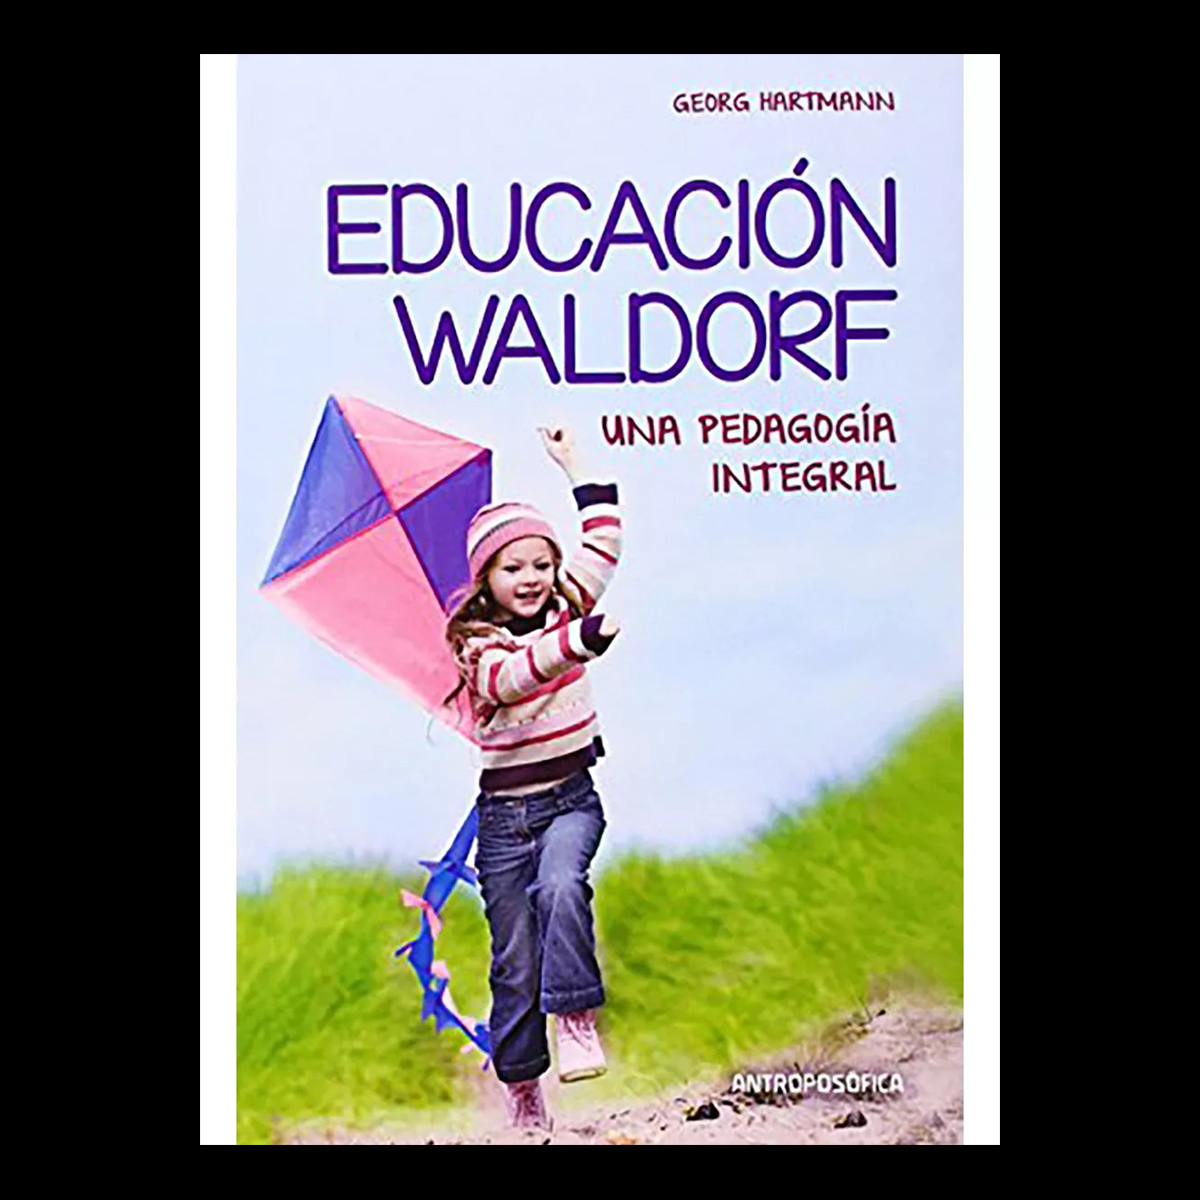 GEORG HARTMANN
EDUCACIÓN
WALDORF
UNA PEDAGOGÍA
INTEGRAL
ANTROPOSÓFICA